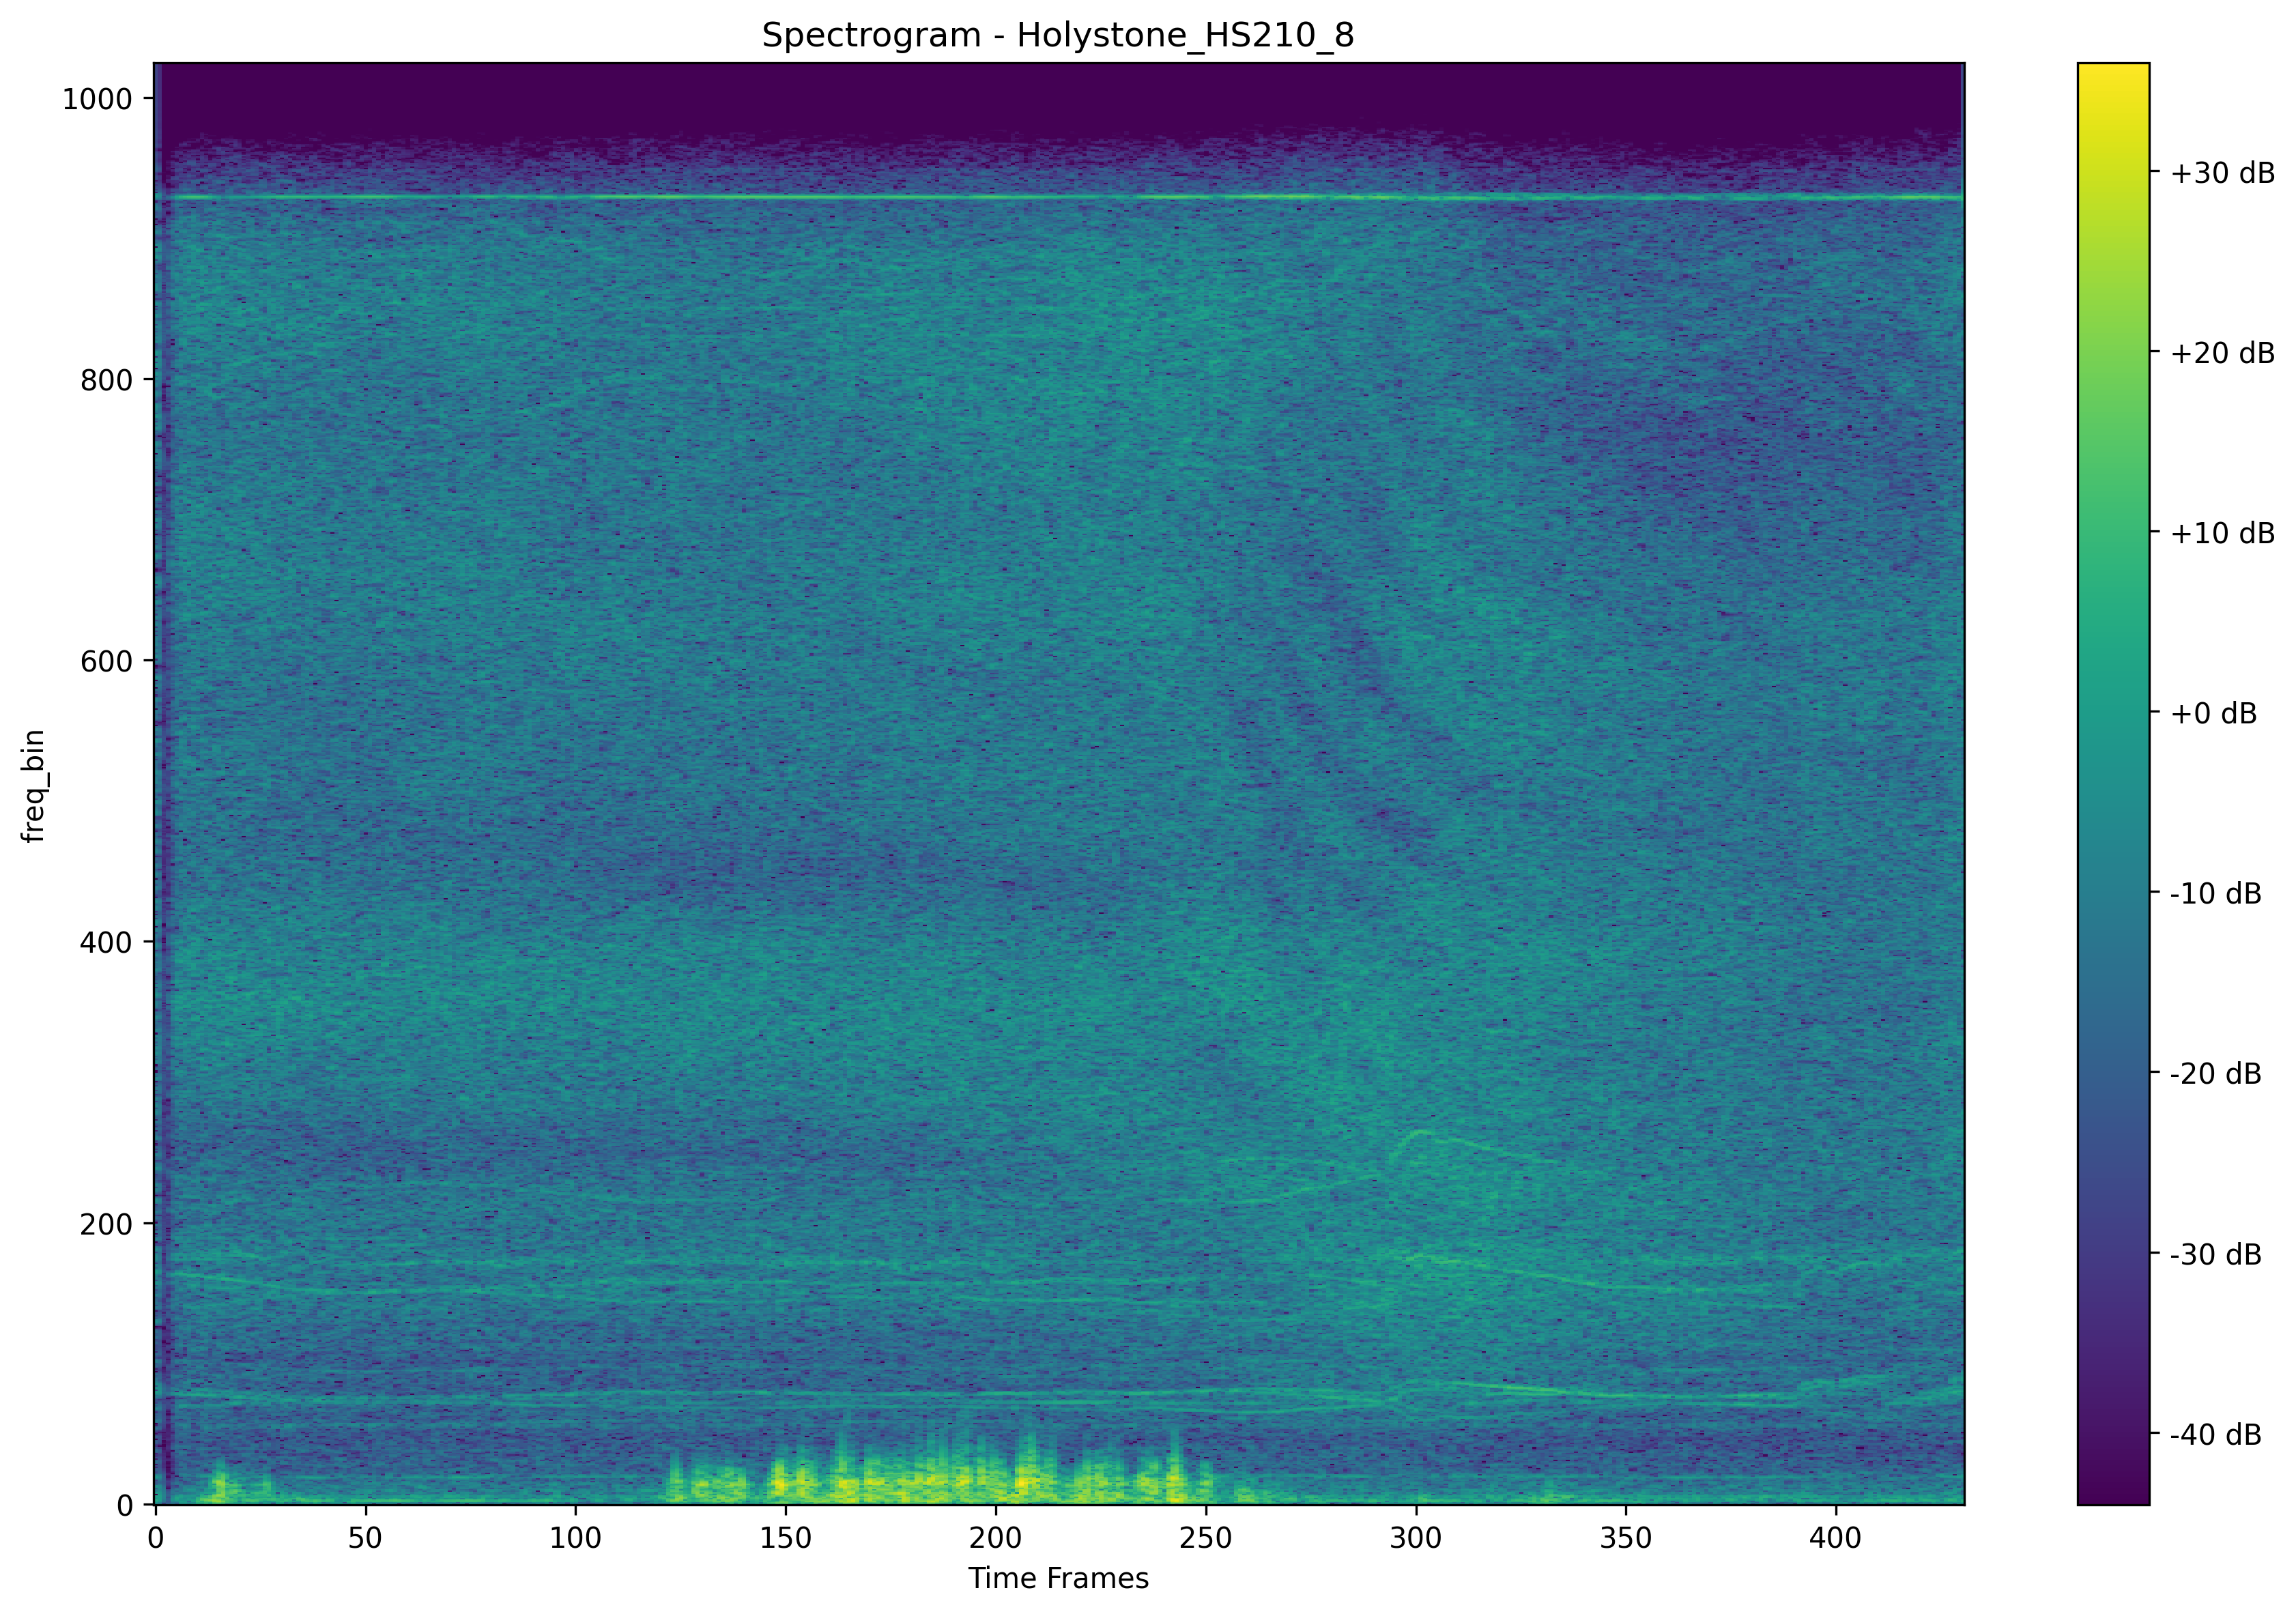 Spectrogram - Holystone_HS210_8
1000
800
600
400
200
0
freq_bin
0 50 100 150 200 250 300 350 400
Time Frames
+30 dB
+20 dB
+10 dB
+0 dB
-10 dB
-20 dB
-30 dB
-40 dB